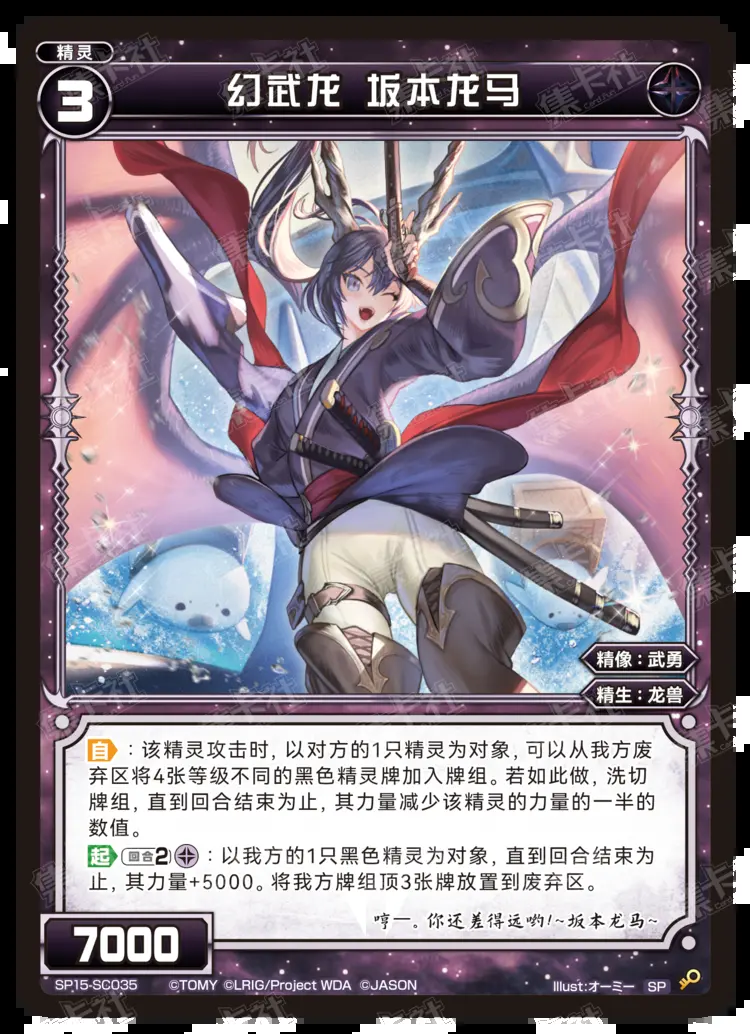 精灵
3
幻武龙 坂本龙马
精像：武勇
精生：龙兽
自：该精灵攻击时，以对方的1只精灵为对象，可以从我方废
弃区将4张等级不同的黑色精灵牌加入牌组。若如此做，洗切
牌组，直到回合结束为止，其力量减少该精灵的力量的一半的
数值。
起 回合2：以我方的1只黑色精灵为对象，直到回合结束为
止，其力量+5000。将我方牌组顶3张牌放置到废弃区。
哼—。你还差得远哟！~坂本龙马~
7000
SP15-SC035 ©TOMY ©LRIG/Project WDA ©JASON Illust:オーミー SP
集卡社